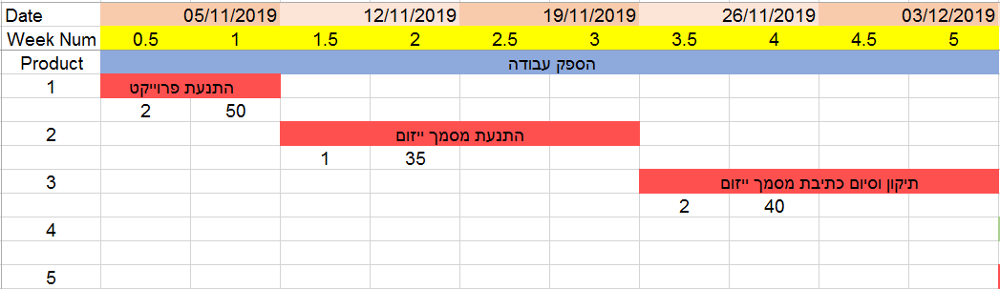 Date 05/11/2019 12/11/2019 19/11/2019 26/11/2019 03/12/2019
Week Num 0.5 1 1.5 2 2.5 3 3.5 4 4.5 5
Product הספק עבודה
1 התנעת פרוייקט
2 50
2 התנעת מסמך ייזום
1 35
3 תיקון וסיום כתיבת מסמך ייזום
2 40
4
5